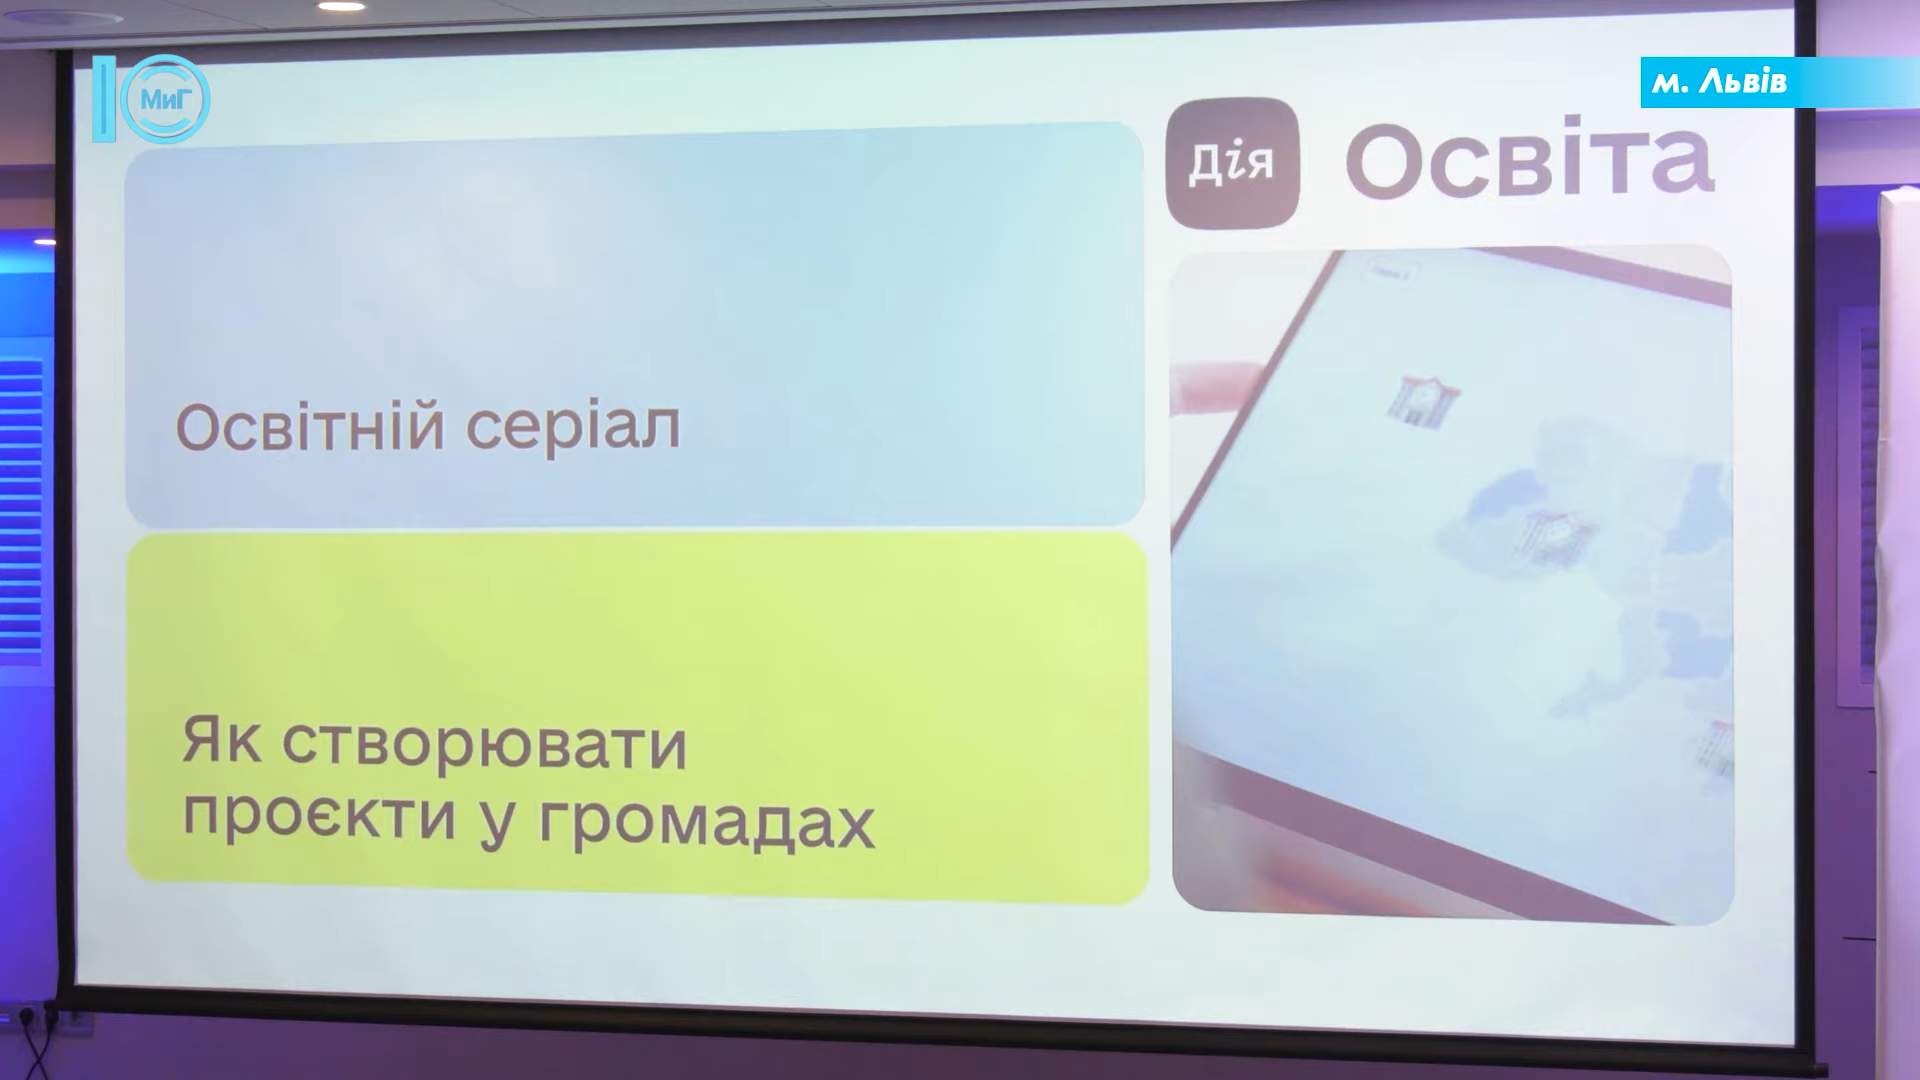 МиГ
м. Львів
Дія Освіта
Освітній серіал
Як створювати
проєкти у громадах